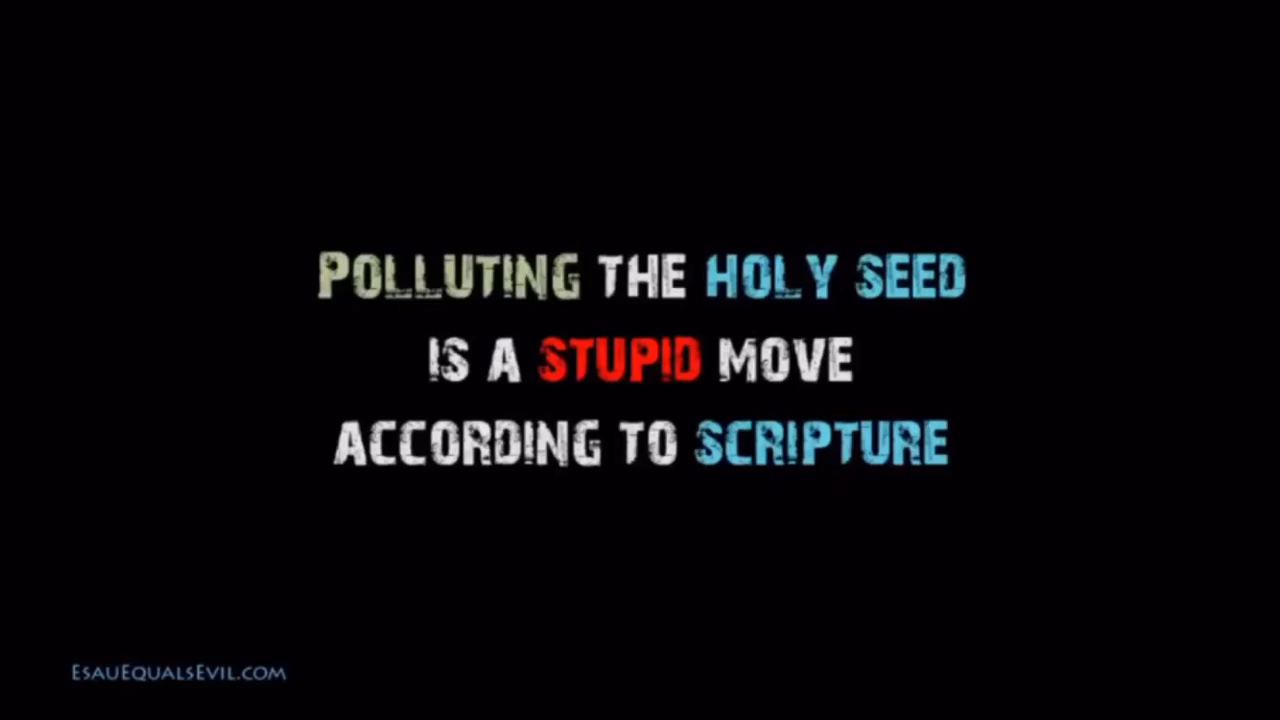 POLLUTING THE HOLY SEED
IS A STUPID MOVE
ACCORDING TO SCRIPTURE
ESAUEQUALSEVIL.COM